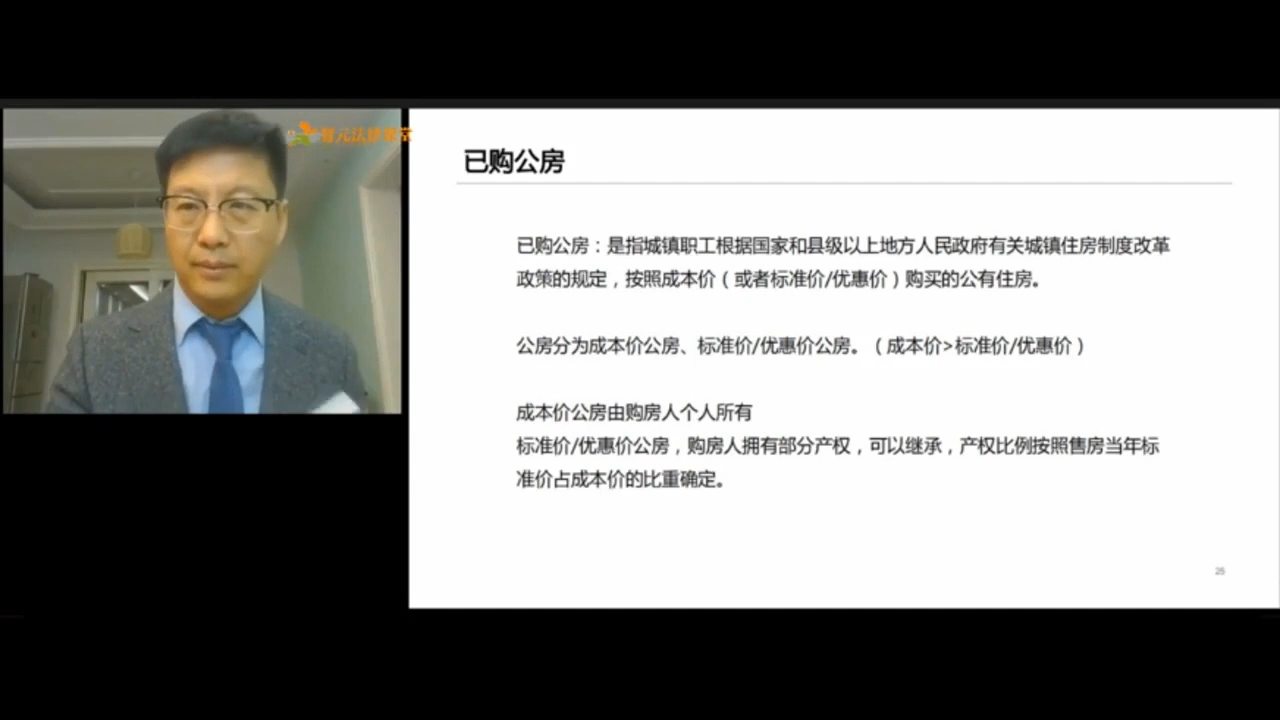 已购公房
已购公房：是指城镇职工根据国家和县级以上地方人民政府有关城镇住房制度改革
政策的规定，按照成本价（或者标准价/优惠价）购买的公有住房。
公房分为成本价公房、标准价/优惠价公房。（成本价>标准价/优惠价）
成本价公房由购房人个人所有
标准价/优惠价公房，购房人拥有部分产权，可以继承，产权比例按照售房当年标
准价占成本价的比重确定。
25